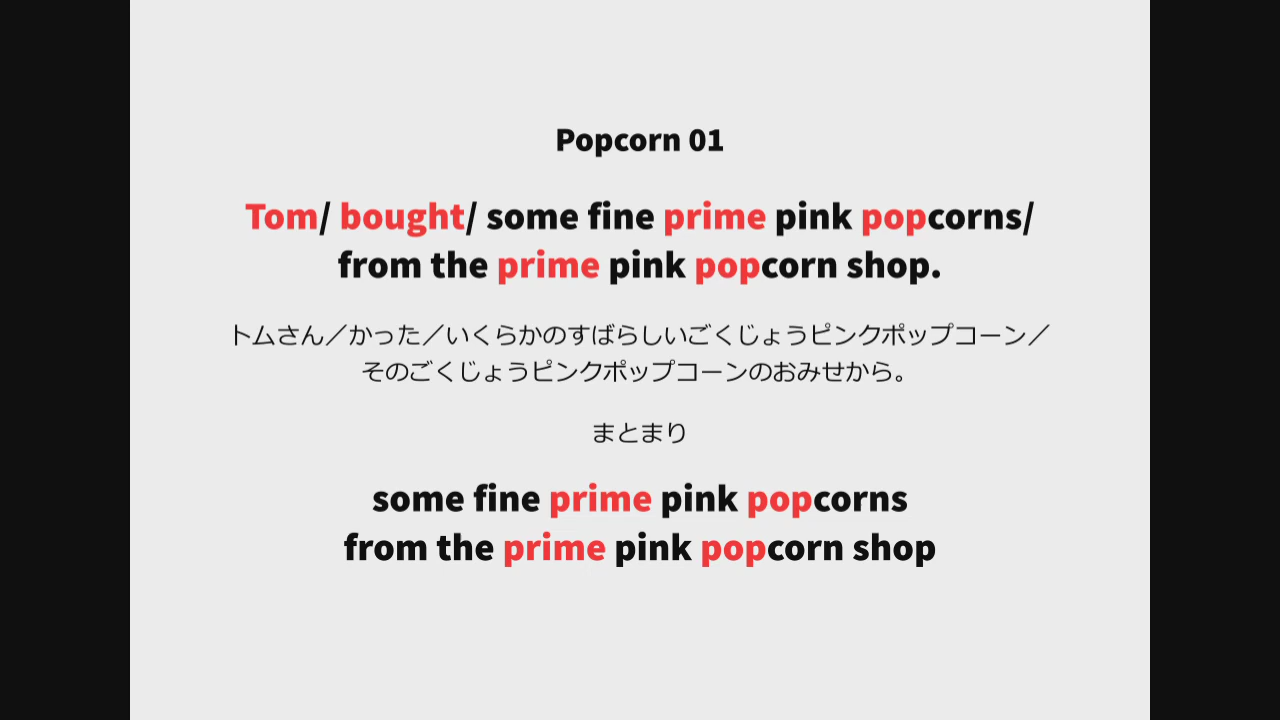 Popcorn 01
Tom/ bought/ some fine prime pink popcorns/
from the prime pink popcorn shop.
トムさん／かった／いくらかのすばらしいごくじょうピンクポップコーン／
そのごくじょうピンクポップコーンのおみせから。
まとまり
some fine prime pink popcorns
from the prime pink popcorn shop